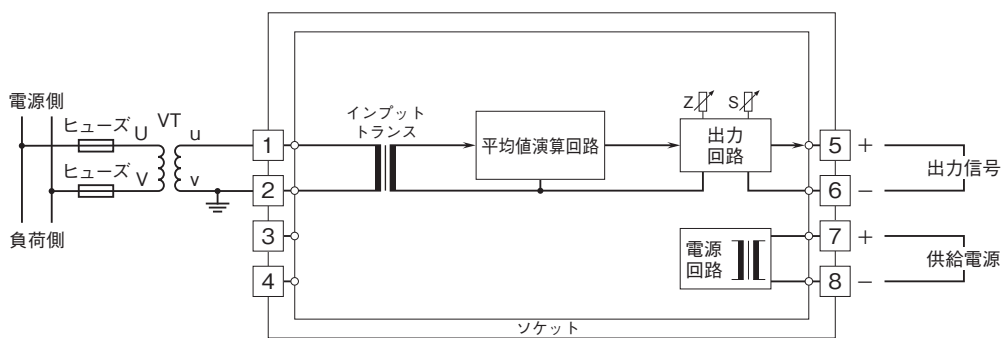 電源側
ヒューズ
U
VT
u
ヒューズ
V
v
負荷側
1
2
3
4
インプット
トランス
平均値演算回路
Z
S
出力
回路
電源
回路
5
+
6
−
7
+
8
−
出力信号
供給電源
ソケット